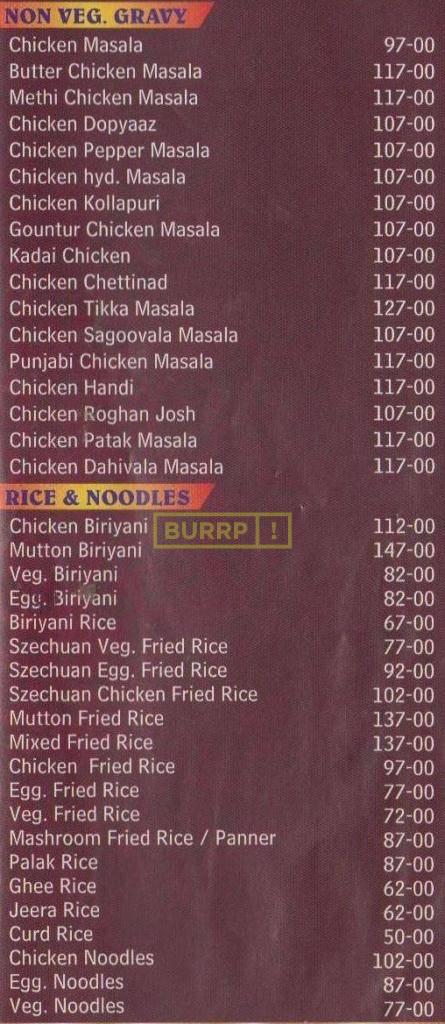 NON VEG. GRAVY
Chicken Masala 97-00
Butter Chicken Masala 117-00
Methi Chicken Masala 117-00
Chicken Dopyaaz 107-00
Chicken Pepper Masala 107-00
Chicken hyd. Masala 107-00
Chicken Kollapuri 107-00
Gountur Chicken Masala 107-00
Kadai Chicken 107-00
Chicken Chettinad 117-00
Chicken Tikka Masala 127-00
Chicken Sagoovala Masala 107-00
Punjabi Chicken Masala 117-00
Chicken Handi 117-00
Chicken Roghan Josh 107-00
Chicken Patak Masala 117-00
Chicken Dahivala Masala 117-00
RICE & NOODLES
Chicken Biriyani 112-00
BURRP!
Mutton Biriyani 147-00
Veg. Biriyani 82-00
Egg. Biriyani 82-00
Biriyani Rice 67-00
Szechuan Veg. Fried Rice 77-00
Szechuan Egg. Fried Rice 92-00
Szechuan Chicken Fried Rice 102-00
Mutton Fried Rice 137-00
Mixed Fried Rice 137-00
Chicken Fried Rice 97-00
Egg. Fried Rice 77-00
Veg. Fried Rice 72-00
Mashroom Fried Rice / Panner 87-00
Palak Rice 87-00
Ghee Rice 62-00
Jeera Rice 62-00
Curd Rice 50-00
Chicken Noodles 102-00
Egg. Noodles 87-00
Veg. Noodles 77-00